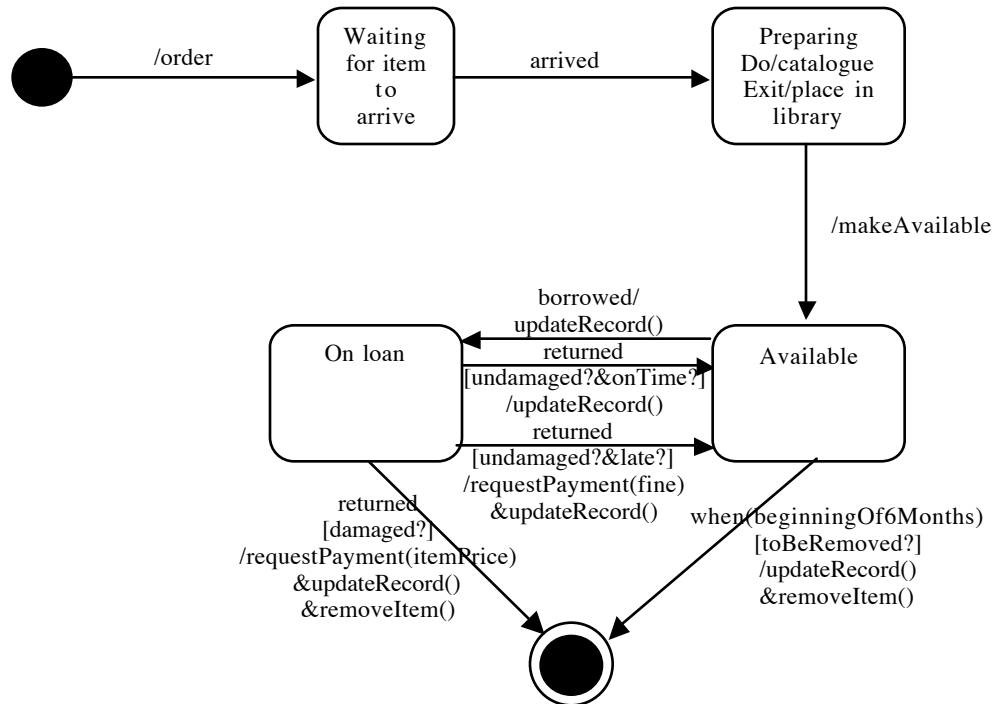 /order
Waiting
for item
to
arrive
arrived
Preparing
Do/catalogue
Exit/place in
library
/makeAvailable
borrowed/
updateRecord()
returned
[undamaged?&onTime?]
/updateRecord()
returned
[undamaged?&late?]
/requestPayment(fine)
&updateRecord()
On loan
Available
returned
[damaged?]
/requestPayment(itemPrice)
&updateRecord()
&removeItem()
when(beginningOf6Months)
[toBeRemoved?]
/updateRecord()
&removeItem()